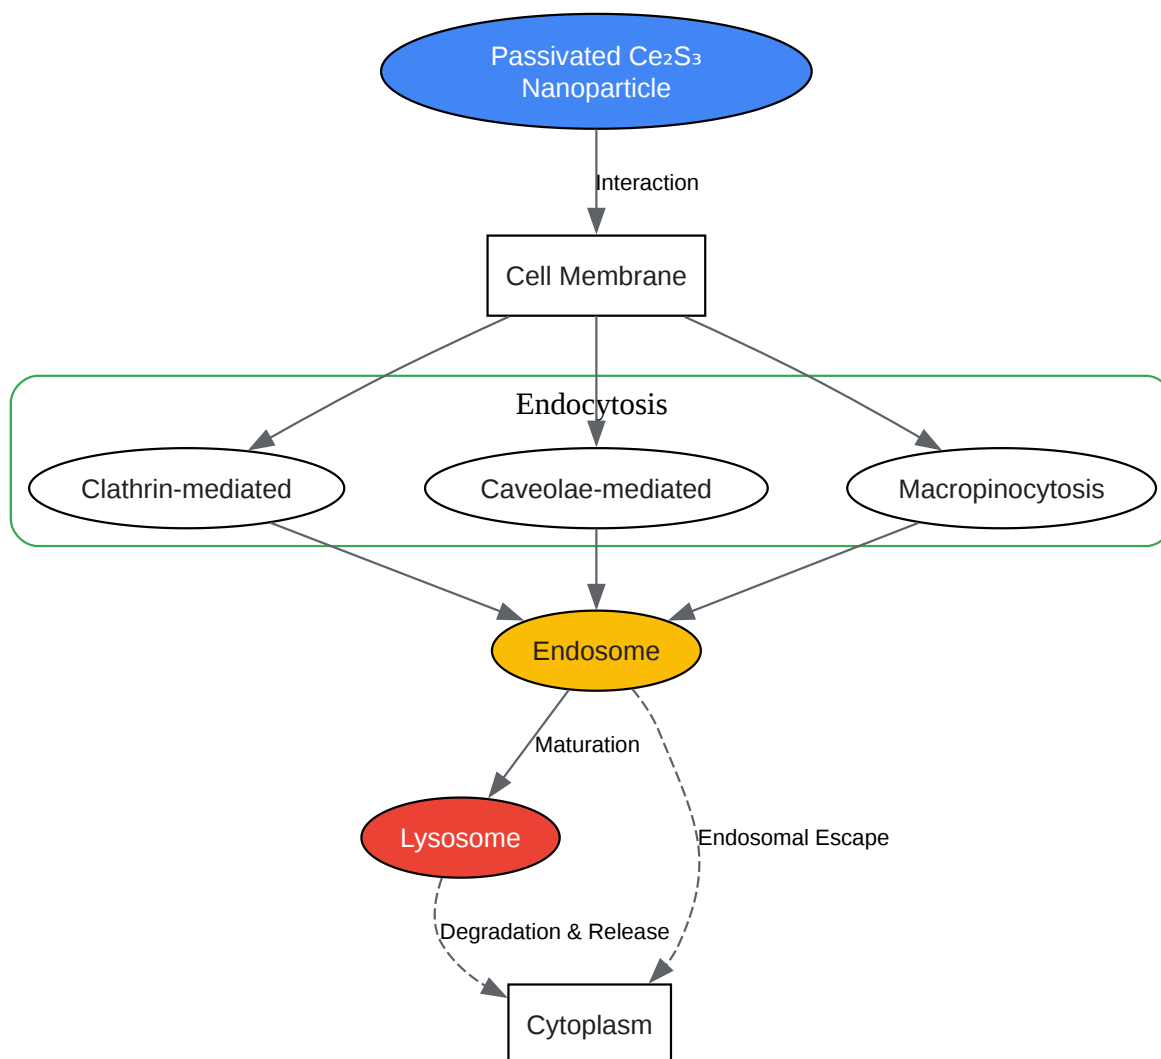 Passivated Ce₂S₃
Nanoparticle
Interaction
Cell Membrane
Endocytosis
Clathrin-mediated
Caveolae-mediated
Macropinocytosis
Endosome
Maturation
Lysosome
Endosomal Escape
Degradation & Release
Cytoplasm